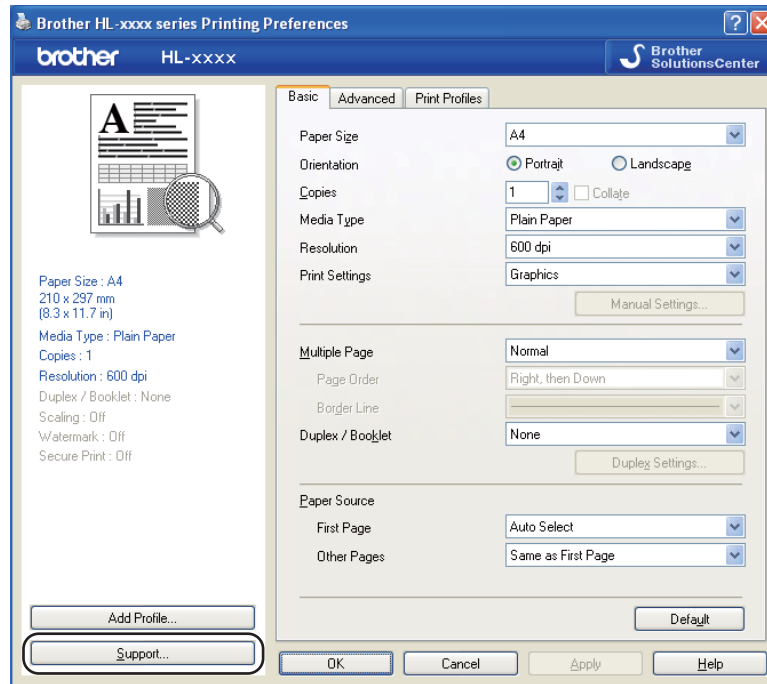 Brother HL-xxxx series Printing Preferences
?
brother HL-xxxx
Brother
SolutionsCenter
A
Paper Size : A4
210 x 297 mm
(8.3 x 11.7 in)
Media Type : Plain Paper
Copies : 1
Resolution : 600 dpi
Duplex / Booklet : None
Scaling : Off
Watermark : Off
Secure Print : Off
Add Profile...
Support...
Basic Advanced Print Profiles
Paper Size A4
Orientation Portrait Landscape
Copies 1 Collate
Media Type Plain Paper
Resolution 600 dpi
Print Settings Graphics
Manual Settings...
Multiple Page Normal
Page Order Right, then Down
Border Line
Duplex / Booklet None
Duplex Settings...
Paper Source
First Page Auto Select
Other Pages Same as First Page
Default
OK Cancel Apply Help